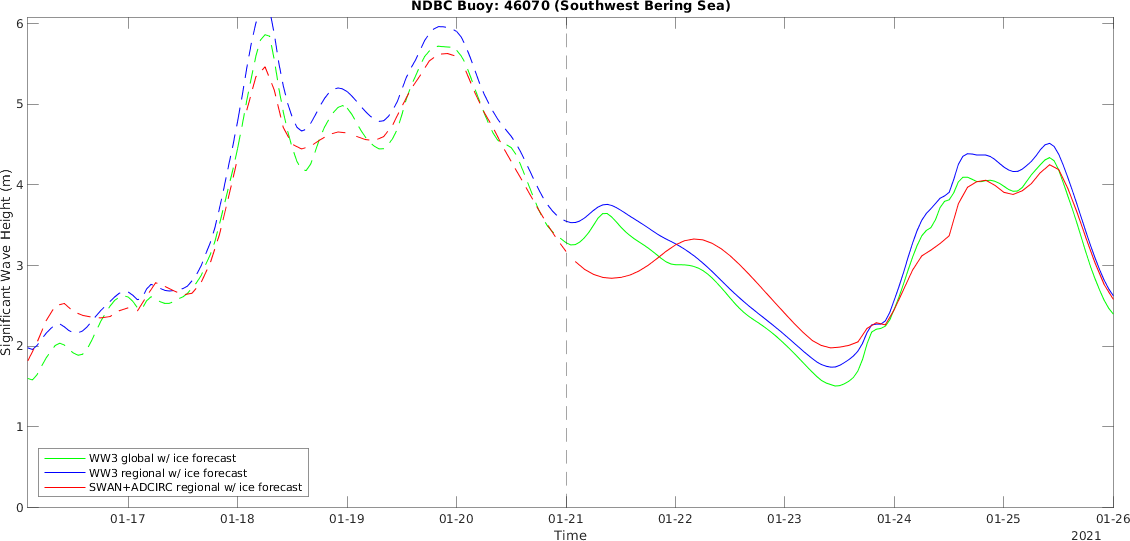 NDBC Buoy: 46070 (Southwest Bering Sea)
6
5
4
3
2
1
0
Significant Wave Height (m)
WW3 global w/ ice forecast
WW3 regional w/ ice forecast
SWAN+ADCIRC regional w/ ice forecast
01-17 01-18 01-19 01-20 01-21 01-22 01-23 01-24 01-25 01-26
Time
2021